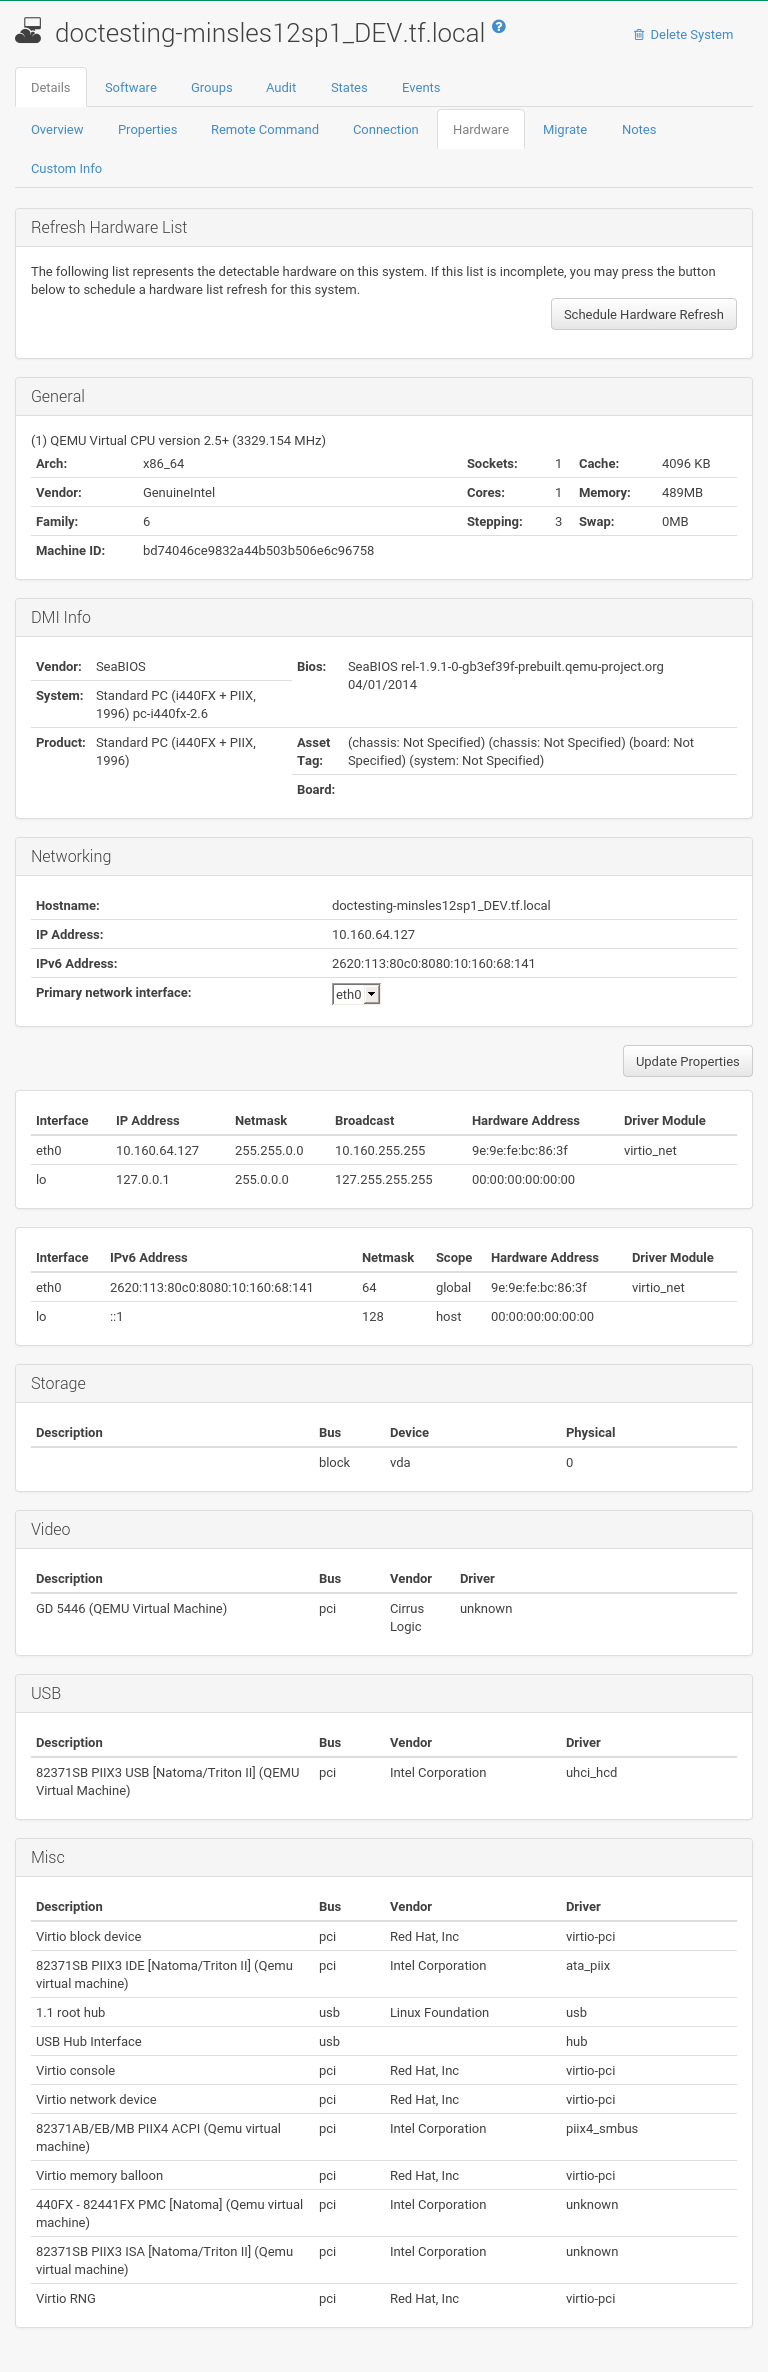 doctesting-minsles12sp1_DEV.tf.local ?
Delete System
Details Software Groups Audit States Events
Overview Properties Remote Command Connection Hardware Migrate Notes
Custom Info
Refresh Hardware List
The following list represents the detectable hardware on this system. If this list is incomplete, you may press the button
below to schedule a hardware list refresh for this system.
Schedule Hardware Refresh
General
(1) QEMU Virtual CPU version 2.5+ (3329.154 MHz)
Arch: x86_64 Sockets: 1 Cache: 4096 KB
Vendor: GenuineIntel Cores: 1 Memory: 489MB
Family: 6 Stepping: 3 Swap: 0MB
Machine ID: bd74046ce9832a44b503b506e6c96758
DMI Info
Vendor: SeaBIOS Bios: SeaBIOS rel-1.9.1-0-gb3ef39f-prebuilt.qemu-project.org
04/01/2014
System: Standard PC (i440FX + PIIX,
1996) pc-i440fx-2.6
Product: Standard PC (i440FX + PIIX, Asset (chassis: Not Specified) (chassis: Not Specified) (board: Not
1996) Tag: Specified) (system: Not Specified)
Board:
Networking
Hostname: doctesting-minsles12sp1_DEV.tf.local
IP Address: 10.160.64.127
IPv6 Address: 2620:113:80c0:8080:10:160:68:141
Primary network interface: eth0
Update Properties
Interface IP Address Netmask Broadcast Hardware Address Driver Module
eth0 10.160.64.127 255.255.0.0 10.160.255.255 9e:9e:fe:bc:86:3f virtio_net
lo 127.0.0.1 255.0.0.0 127.255.255.255 00:00:00:00:00:00
Interface IPv6 Address Netmask Scope Hardware Address Driver Module
eth0 2620:113:80c0:8080:10:160:68:141 64 global 9e:9e:fe:bc:86:3f virtio_net
lo ::1 128 host 00:00:00:00:00:00
Storage
Description Bus Device Physical
block vda 0
Video
Description Bus Vendor Driver
GD 5446 (QEMU Virtual Machine) pci Cirrus unknown
Logic
USB
Description Bus Vendor Driver
82371SB PIIX3 USB [Natoma/Triton II] (QEMU pci Intel Corporation uhci_hcd
Virtual Machine)
Misc
Description Bus Vendor Driver
Virtio block device pci Red Hat, Inc virtio-pci
82371SB PIIX3 IDE [Natoma/Triton II] (Qemu pci Intel Corporation ata_piix
virtual machine)
1.1 root hub usb Linux Foundation usb
USB Hub Interface usb hub
Virtio console pci Red Hat, Inc virtio-pci
Virtio network device pci Red Hat, Inc virtio-pci
82371AB/EB/MB PIIX4 ACPI (Qemu virtual pci Intel Corporation piix4_smbus
machine)
Virtio memory balloon pci Red Hat, Inc virtio-pci
440FX - 82441FX PMC [Natoma] (Qemu virtual pci Intel Corporation unknown
machine)
82371SB PIIX3 ISA [Natoma/Triton II] (Qemu pci Intel Corporation unknown
virtual machine)
Virtio RNG pci Red Hat, Inc virtio-pci